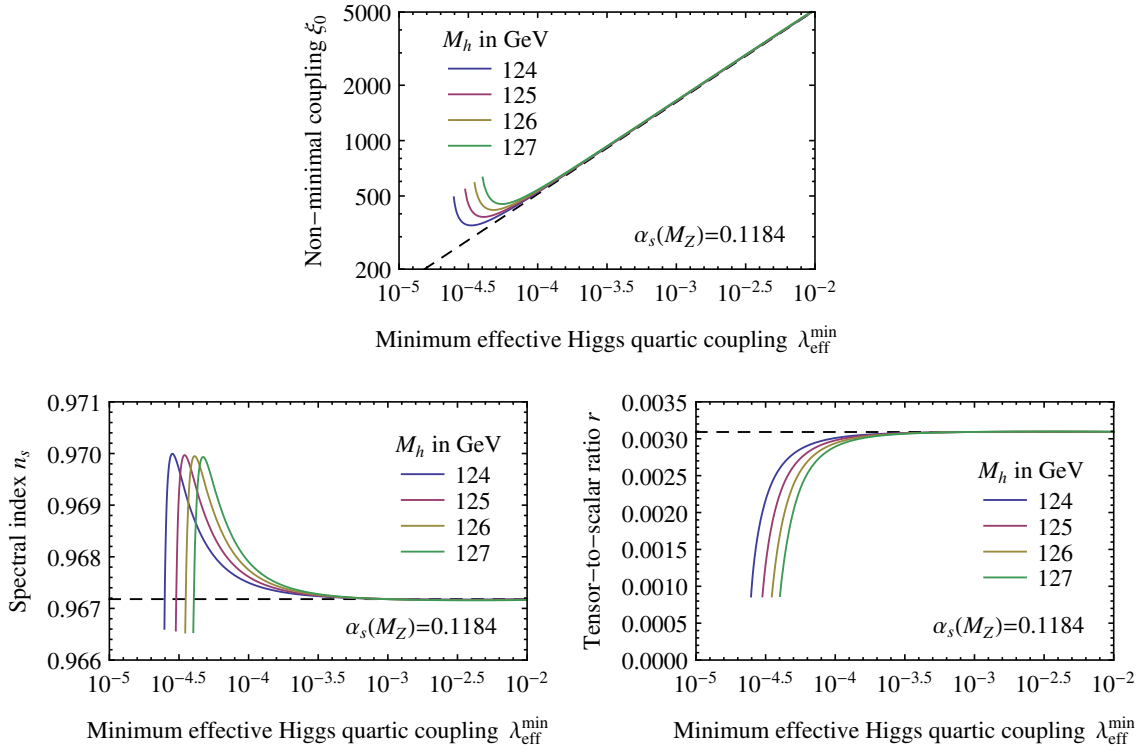 Non−minimal coupling ξ₀
5000
2000
1000
500
200
M_h in GeV
124
125
126
127
α_s(M_Z)=0.1184
10⁻⁵ 10⁻⁴·⁵ 10⁻⁴ 10⁻³·⁵ 10⁻³ 10⁻²·⁵ 10⁻²
Minimum effective Higgs quartic coupling λ_eff^min
Spectral index n_s
0.971
0.970
0.969
0.968
0.967
0.966
M_h in GeV
124
125
126
127
α_s(M_Z)=0.1184
10⁻⁵ 10⁻⁴·⁵ 10⁻⁴ 10⁻³·⁵ 10⁻³ 10⁻²·⁵ 10⁻²
Minimum effective Higgs quartic coupling λ_eff^min
Tensor−to−scalar ratio r
0.0035
0.0030
0.0025
0.0020
0.0015
0.0010
0.0005
0.0000
M_h in GeV
124
125
126
127
α_s(M_Z)=0.1184
10⁻⁵ 10⁻⁴·⁵ 10⁻⁴ 10⁻³·⁵ 10⁻³ 10⁻²·⁵ 10⁻²
Minimum effective Higgs quartic coupling λ_eff^min